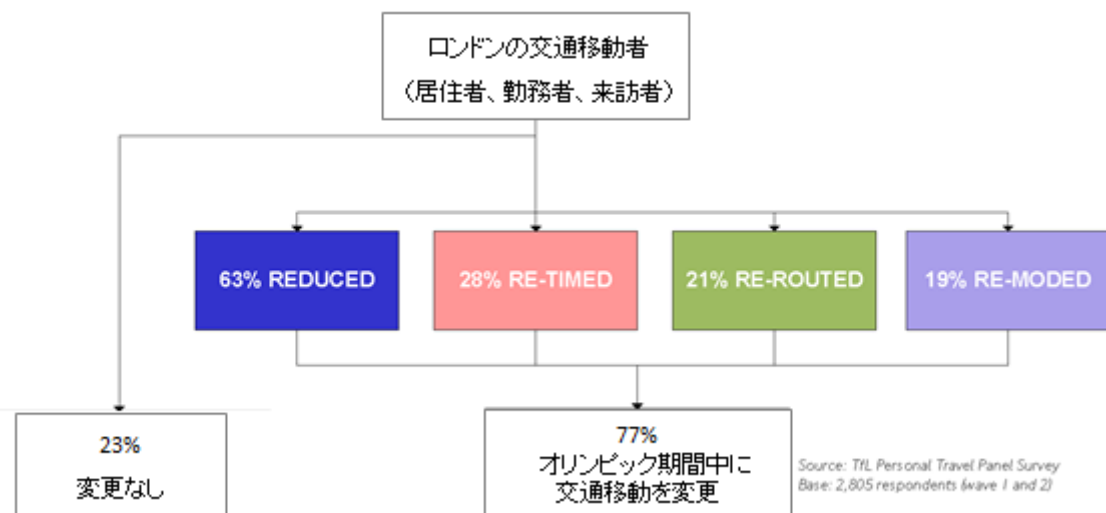 ロンドンの交通移動者
（居住者、勤務者、来訪者）
63% REDUCED
28% RE-TIMED
21% RE-ROUTED
19% RE-MODED
23%
変更なし
77%
オリンピック期間中に
交通移動を変更
Source: TfL Personal Travel Panel Survey
Base: 2,805 respondents (wave 1 and 2)